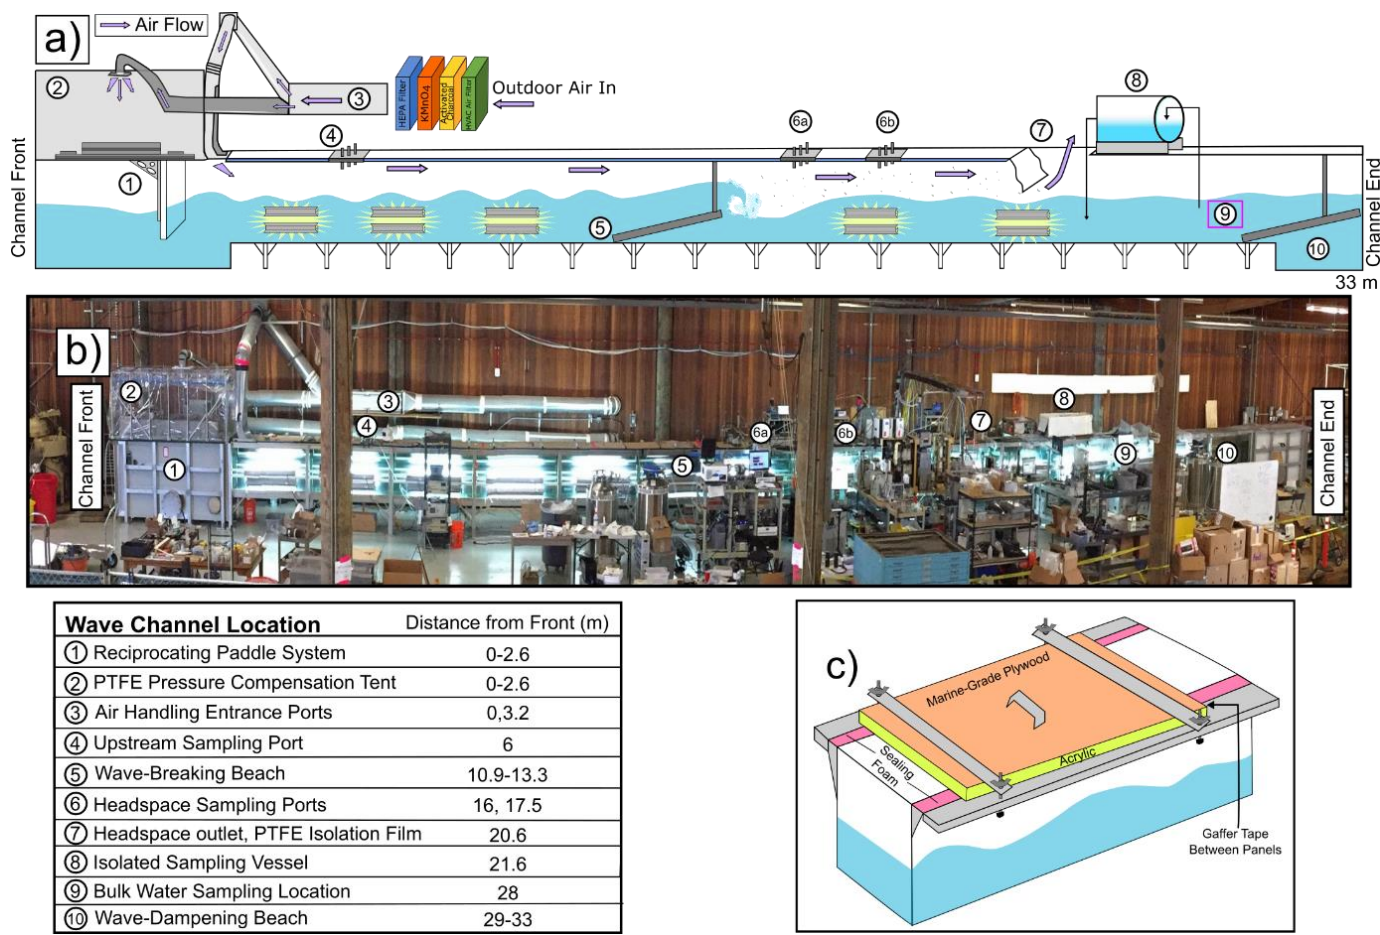 a)
Air Flow
2
3
HEPA Filter
KMnO4
Activated
Charcoal
HVAC Air Filter
Outdoor Air In
4
6a
6b
7
8
1
5
9
10
Channel Front
Channel End
33 m
b)
Channel Front
Channel End
2
1
3
4
5
6a
6b
7
8
9
10
Wave Channel Location Distance from Front (m)
1 Reciprocating Paddle System 0-2.6
2 PTFE Pressure Compensation Tent 0-2.6
3 Air Handling Entrance Ports 0,3.2
4 Upstream Sampling Port 6
5 Wave-Breaking Beach 10.9-13.3
6 Headspace Sampling Ports 16, 17.5
7 Headspace outlet, PTFE Isolation Film 20.6
8 Isolated Sampling Vessel 21.6
9 Bulk Water Sampling Location 28
10 Wave-Dampening Beach 29-33
c)
Marine-Grade Plywood
Acrylic
Sealing
Foam
Gaffer Tape
Between Panels